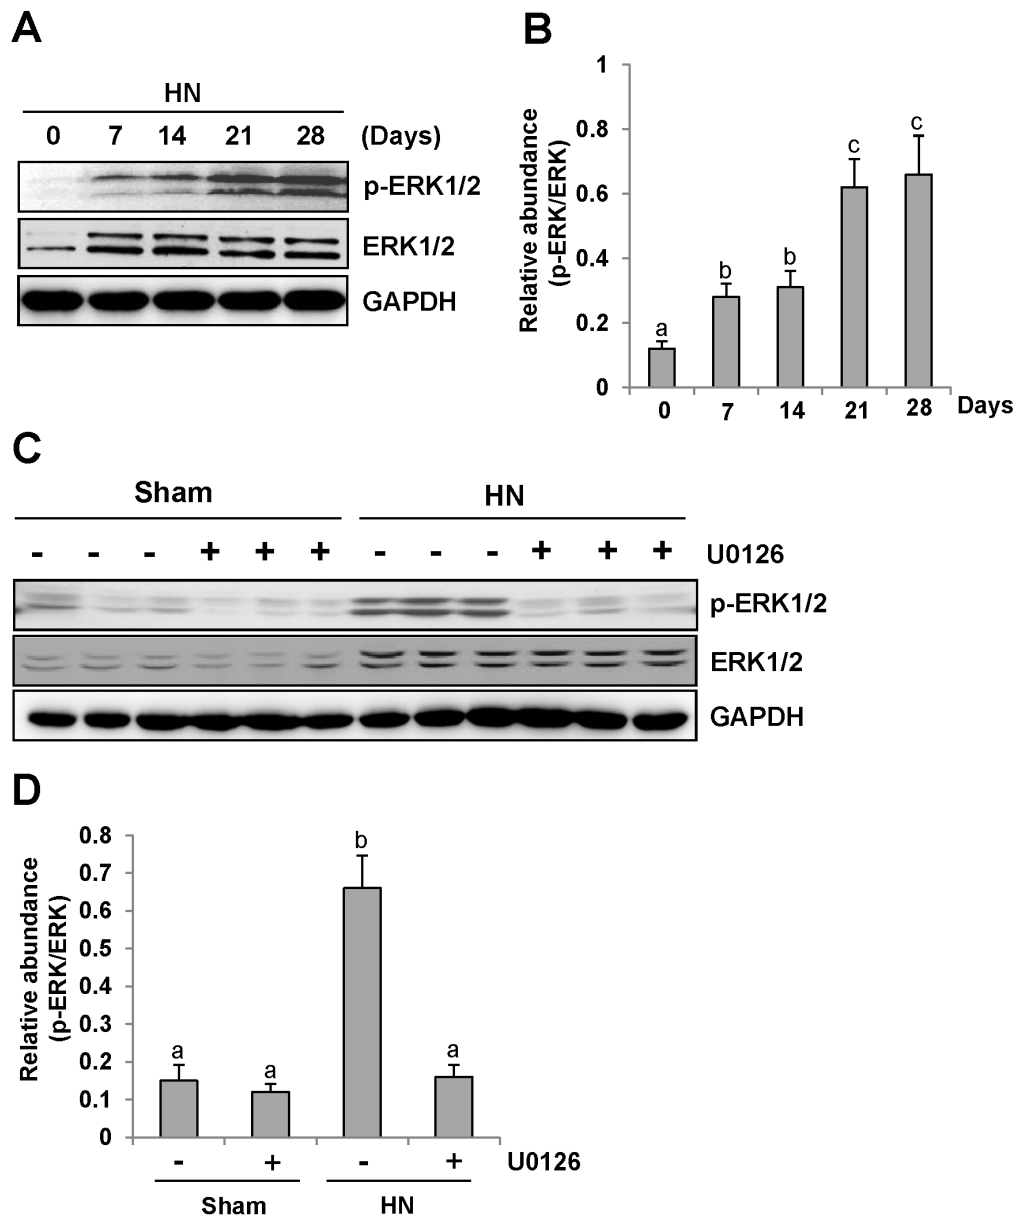 A
HN
0 7 14 21 28 (Days)
p-ERK1/2
ERK1/2
GAPDH
B
Relative abundance
(p-ERK/ERK)
1
0.8
0.6
0.4
0.2
0
a
b
b
c
c
0 7 14 21 28 Days
C
Sham HN
- - - + + + - - - + + + U0126
p-ERK1/2
ERK1/2
GAPDH
D
Relative abundance
(p-ERK/ERK)
0.8
0.7
0.6
0.5
0.4
0.3
0.2
0.1
0
a
a
b
a
- + - + U0126
Sham HN